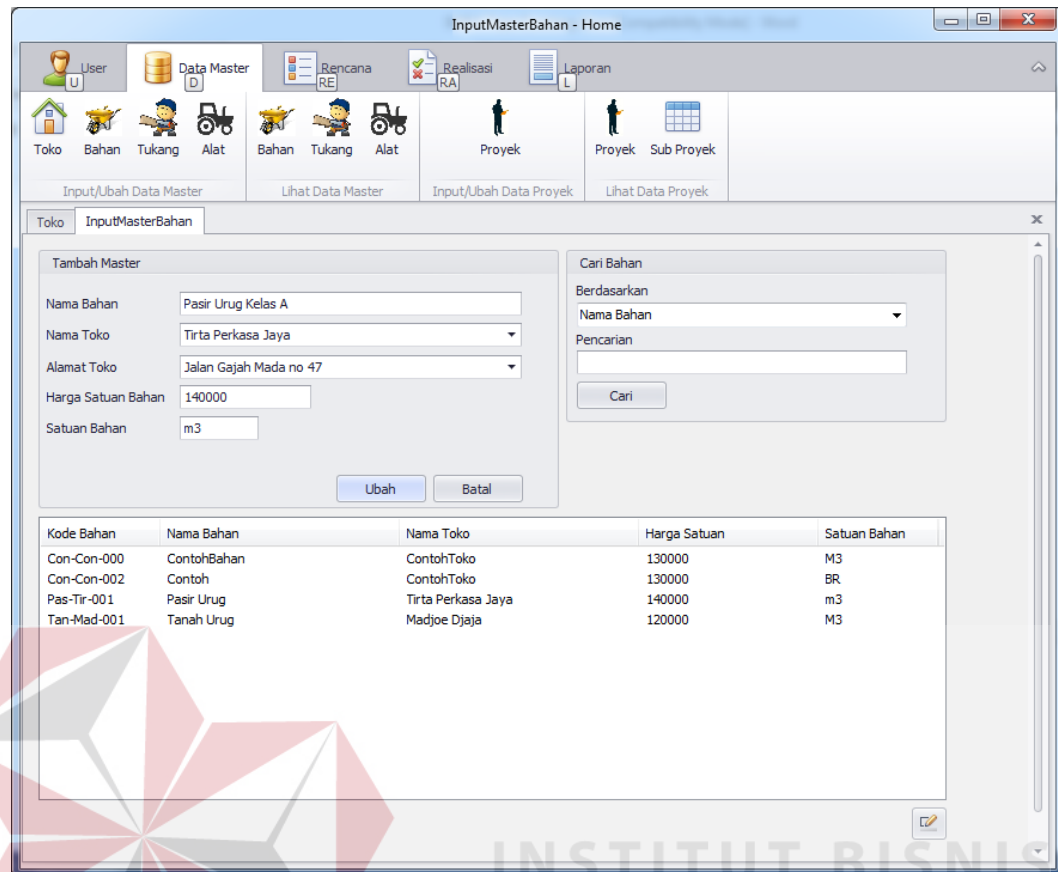 InputMasterBahan - Home
User
U
Data Master
D
Rencana
RE
Realisasi
RA
Laporan
L
Toko Bahan Tukang Alat Bahan Tukang Alat Proyek Proyek Sub Proyek
Input/Ubah Data Master Lihat Data Master Input/Ubah Data Proyek Lihat Data Proyek
Toko InputMasterBahan
Tambah Master
Nama Bahan Pasir Urug Kelas A
Nama Toko Tirta Perkasa Jaya
Alamat Toko Jalan Gajah Mada no 47
Harga Satuan Bahan 140000
Satuan Bahan m3
Ubah Batal
Cari Bahan
Berdasarkan
Nama Bahan
Pencarian
Cari
Kode Bahan Nama Bahan Nama Toko Harga Satuan Satuan Bahan
Con-Con-000 ContohBahan ContohToko 130000 M3
Con-Con-002 Contoh ContohToko 130000 BR
Pas-Tir-001 Pasir Urug Tirta Perkasa Jaya 140000 m3
Tan-Mad-001 Tanah Urug Madjoe Djaja 120000 M3
INSTITUT BISNIS